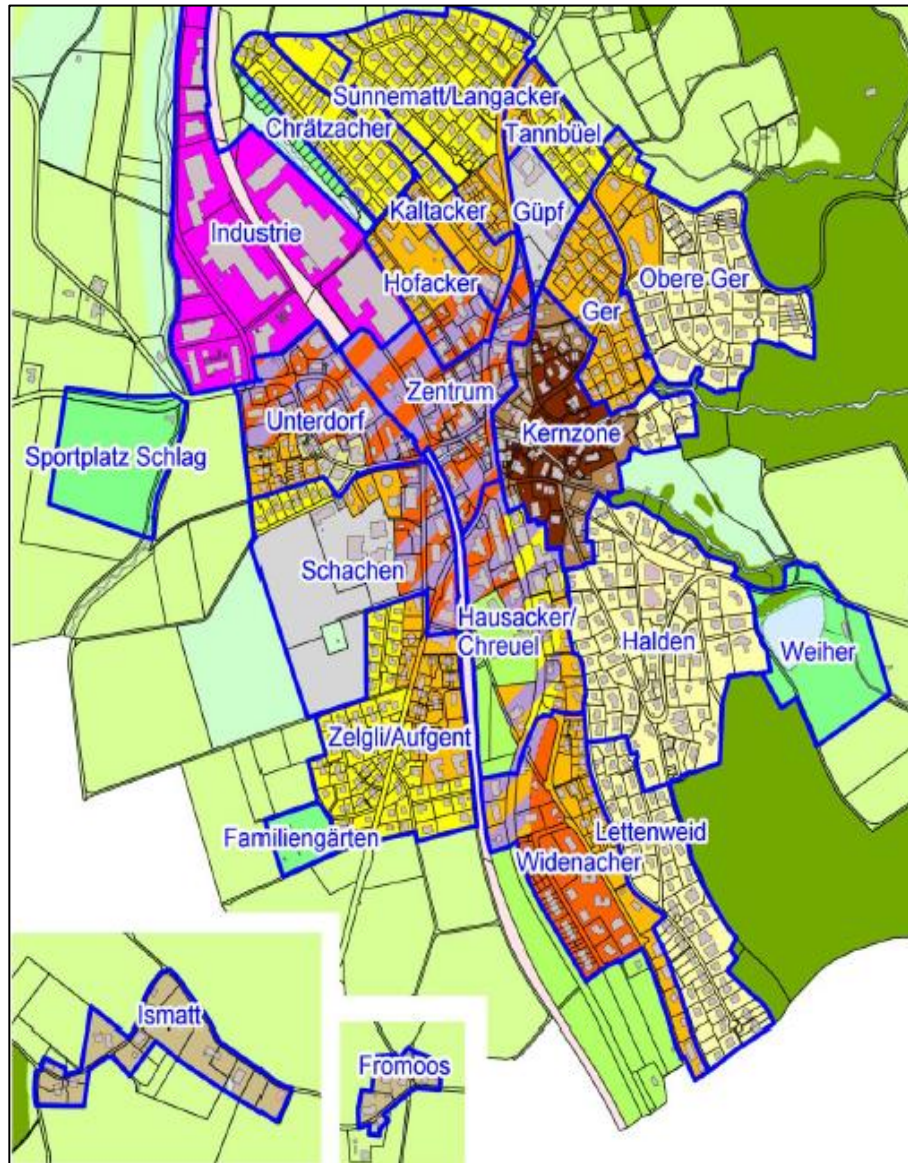 Sunnematt/Langacker
Chrätzacher
Tannbüel
Kaltacker
Güpf
Industrie
Hofacker
Obere Ger
Ger
Zentrum
Unterdorf
Kernzone
Sportplatz Schlag
Schachen
Hausacker/
Chreuel
Halden
Weiher
Zelgli/Aufgent
Familiengärten
Lettenweid
Widenacher
Ismatt
Fromoos